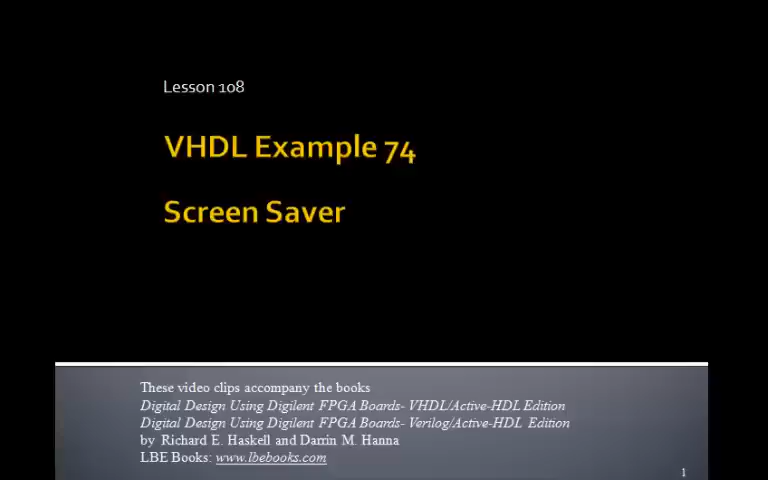 Lesson 108
VHDL Example 74
Screen Saver
These video clips accompany the books
Digital Design Using Digilent FPGA Boards- VHDL/Active-HDL Edition
Digital Design Using Digilent FPGA Boards- Verilog/Active-HDL Edition
by Richard E. Haskell and Darrin M. Hanna
LBE Books: www.lbebooks.com
1